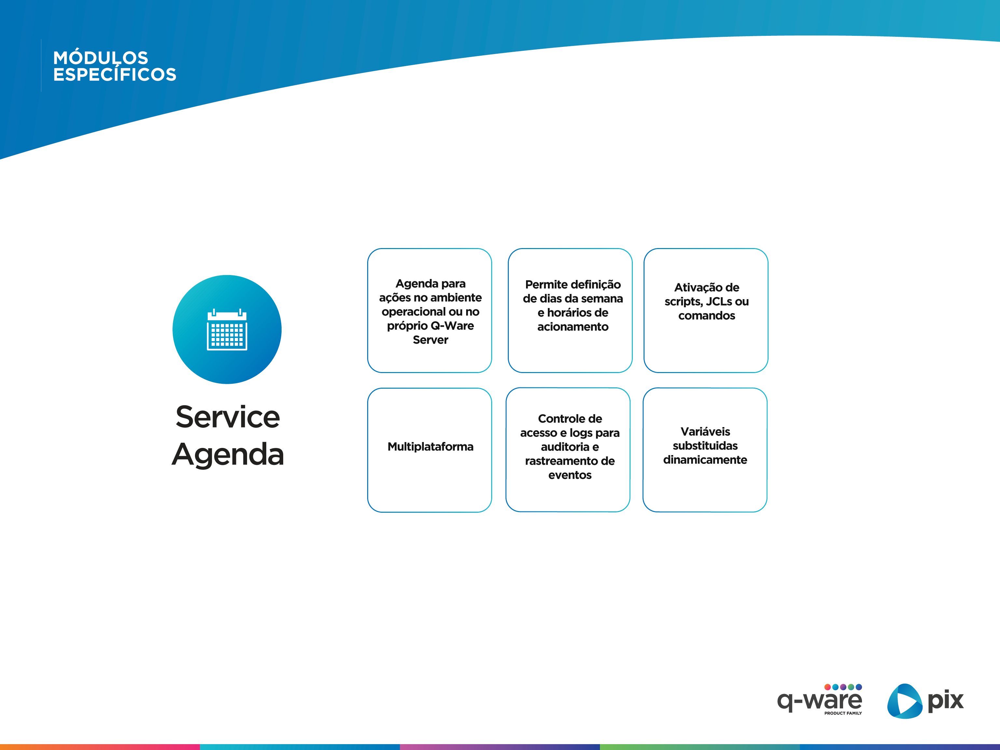 MÓDULOS
ESPECÍFICOS
Service
Agenda
Agenda para
ações no ambiente
operacional ou no
próprio Q-Ware
Server
Permite definição
de dias da semana
e horários de
acionamento
Ativação de
scripts, JCLs ou
comandos
Multiplataforma
Controle de
acesso e logs para
auditoria e
rastreamento de
eventos
Variáveis
substituidas
dinamicamente
q-ware
PRODUCT FAMILY
pix